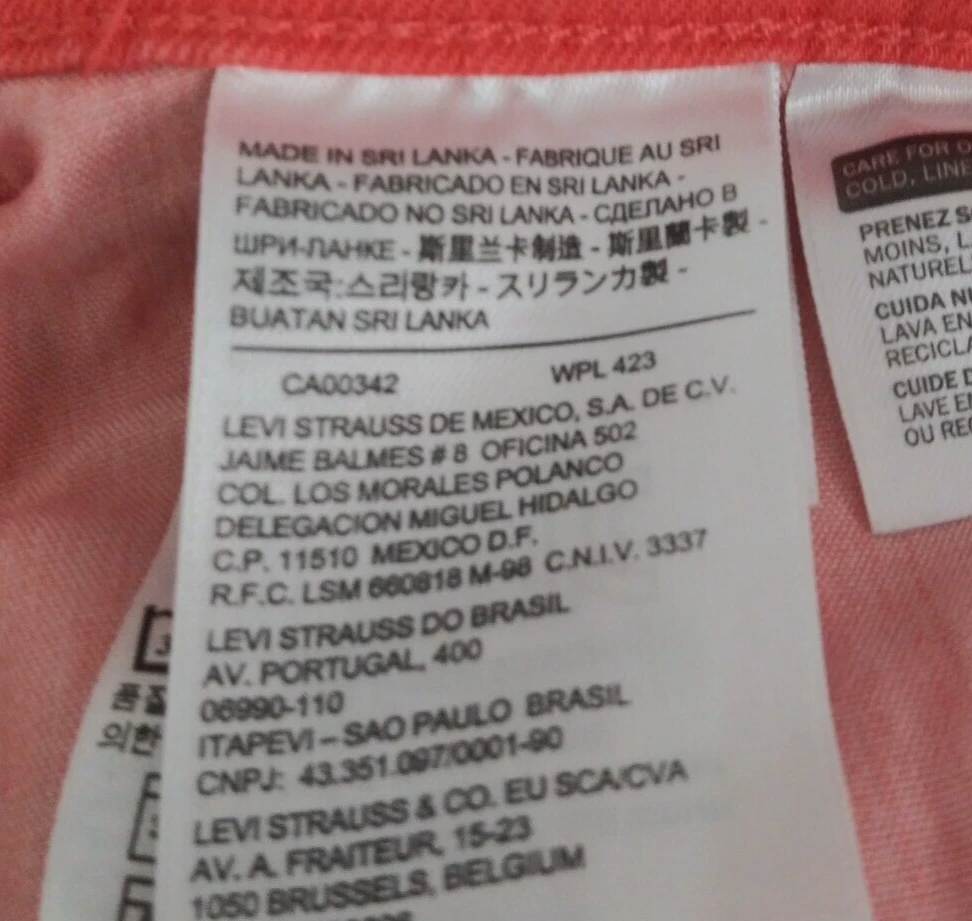 MADE IN SRI LANKA - FABRIQUE AU SRI
LANKA - FABRICADO EN SRI LANKA -
FABRICADO NO SRI LANKA - СДЕЛАНО В
ШРИ-ЛАНКЕ - 斯里兰卡制造 - 斯里蘭卡製 -
제조국:스리랑카 - スリランカ製 -
BUATAN SRI LANKA
CA00342 WPL 423
LEVI STRAUSS DE MEXICO, S.A. DE C.V.
JAIME BALMES # 8 OFICINA 502
COL. LOS MORALES POLANCO
DELEGACION MIGUEL HIDALGO
C.P. 11510 MEXICO D.F.
R.F.C. LSM 660818 M-98 C.N.I.V. 3337
LEVI STRAUSS DO BRASIL
AV. PORTUGAL, 400
06990-110
ITAPEVI – SAO PAULO BRASIL
CNPJ: 43.351.097/0001-90
LEVI STRAUSS & CO. EU SCA/CVA
AV. A. FRAITEUR, 15-23
1050 BRUSSELS, BELGIUM
CARE FOR
COLD, LINE
PRENEZ
MOINS,
NATUREL
CUIDA
LAVA EN
CUIDE
LAVE
OU
품질
의한